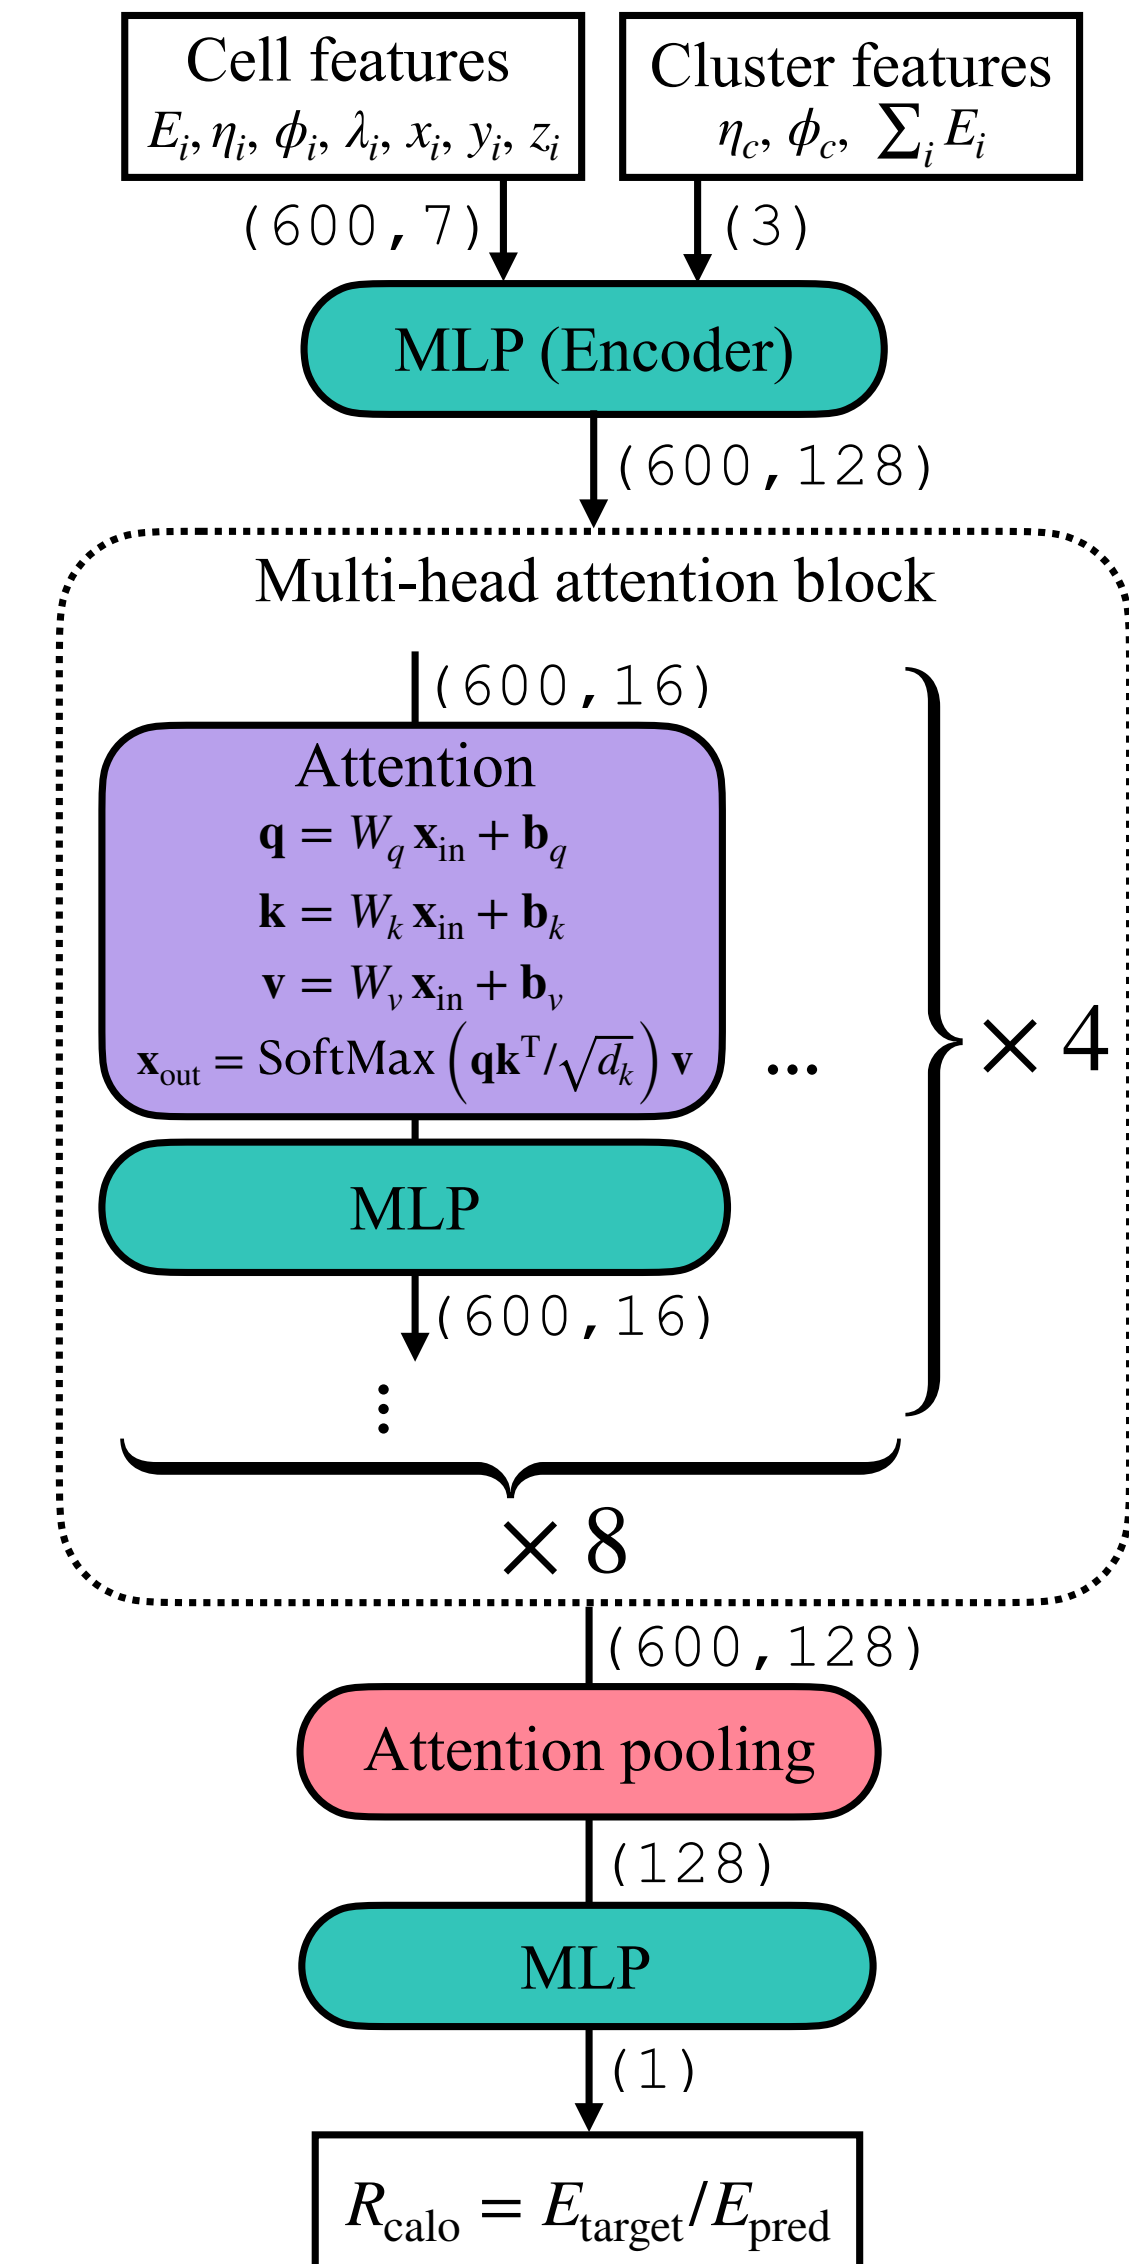 Cell features
E_i, η_i, ϕ_i, λ_i, x_i, y_i, z_i
Cluster features
η_c, ϕ_c, ∑_i E_i
(600,7)
(3)
MLP (Encoder)
(600,128)
Multi-head attention block
(600,16)
Attention
q = W_q x_in + b_q
k = W_k x_in + b_k
v = W_v x_in + b_v
x_out = SoftMax (qk^T/√d_k) v
...
× 4
MLP
(600,16)
⋮
× 8
(600,128)
Attention pooling
(128)
MLP
(1)
R_calo = E_target/E_pred